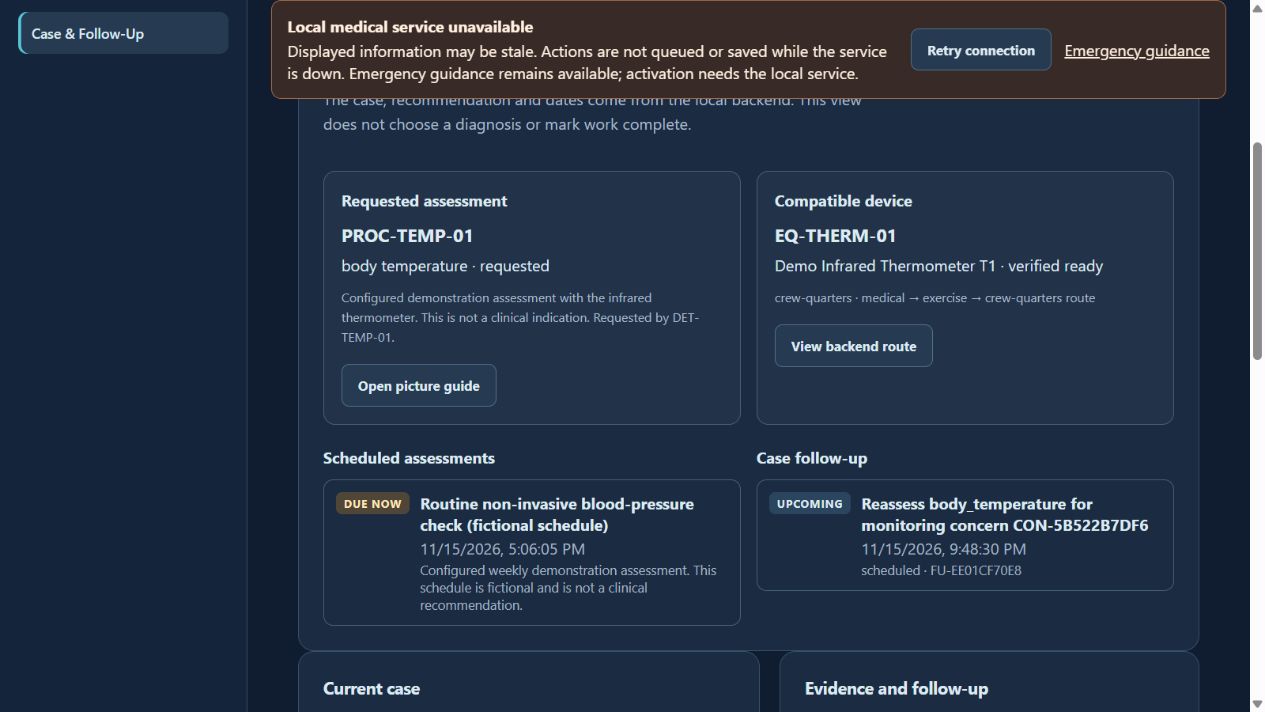 Case & Follow-Up
Local medical service unavailable
Displayed information may be stale. Actions are not queued or saved while the service
is down. Emergency guidance remains available; activation needs the local service.
Retry connection
Emergency guidance
The case, recommendation and dates come from the local backend. This view
does not choose a diagnosis or mark work complete.
Requested assessment
PROC-TEMP-01
body temperature · requested
Configured demonstration assessment with the infrared
thermometer. This is not a clinical indication. Requested by DET-
TEMP-01.
Open picture guide
Compatible device
EQ-THERM-01
Demo Infrared Thermometer T1 · verified ready
crew-quarters · medical → exercise → crew-quarters route
View backend route
Scheduled assessments
DUE NOW
Routine non-invasive blood-pressure
check (fictional schedule)
11/15/2026, 5:06:05 PM
Configured weekly demonstration assessment. This
schedule is fictional and is not a clinical
recommendation.
Case follow-up
UPCOMING
Reassess body_temperature for
monitoring concern CON-5B522B7DF6
11/15/2026, 9:48:30 PM
scheduled · FU-EE01CF70E8
Current case
Evidence and follow-up